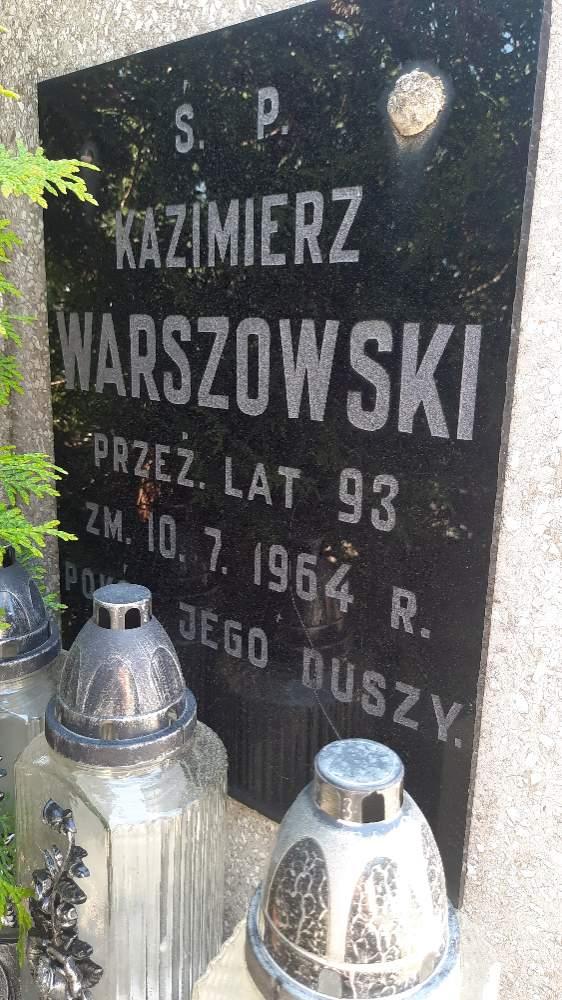 Ś. P.
KAZIMIERZ
WARSZOWSKI
PRZEŻ. LAT 93
ZM. 10. 7. 1964 R.
JEGO DUSZY.